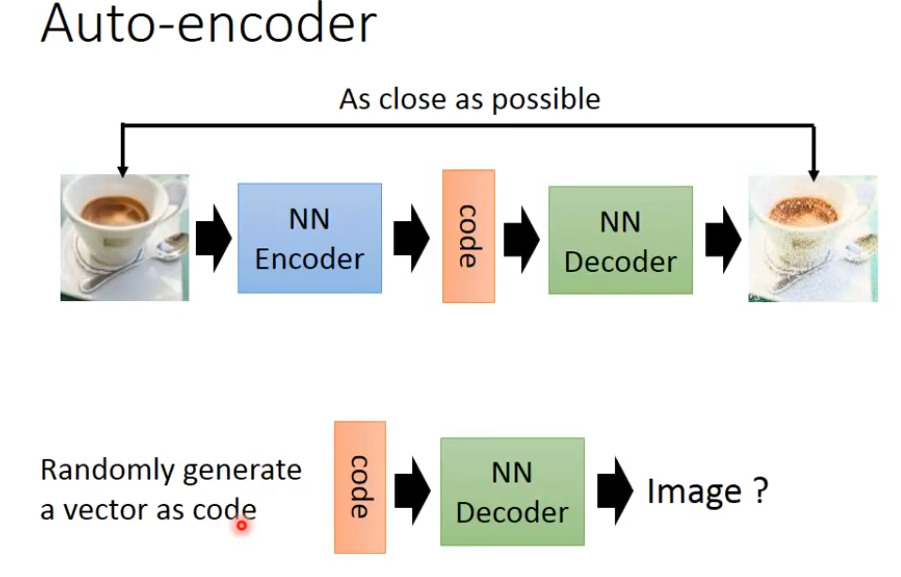 Auto-encoder
As close as possible
NN
Encoder
code
NN
Decoder
Randomly generate
a vector as code
code
NN
Decoder
Image ?